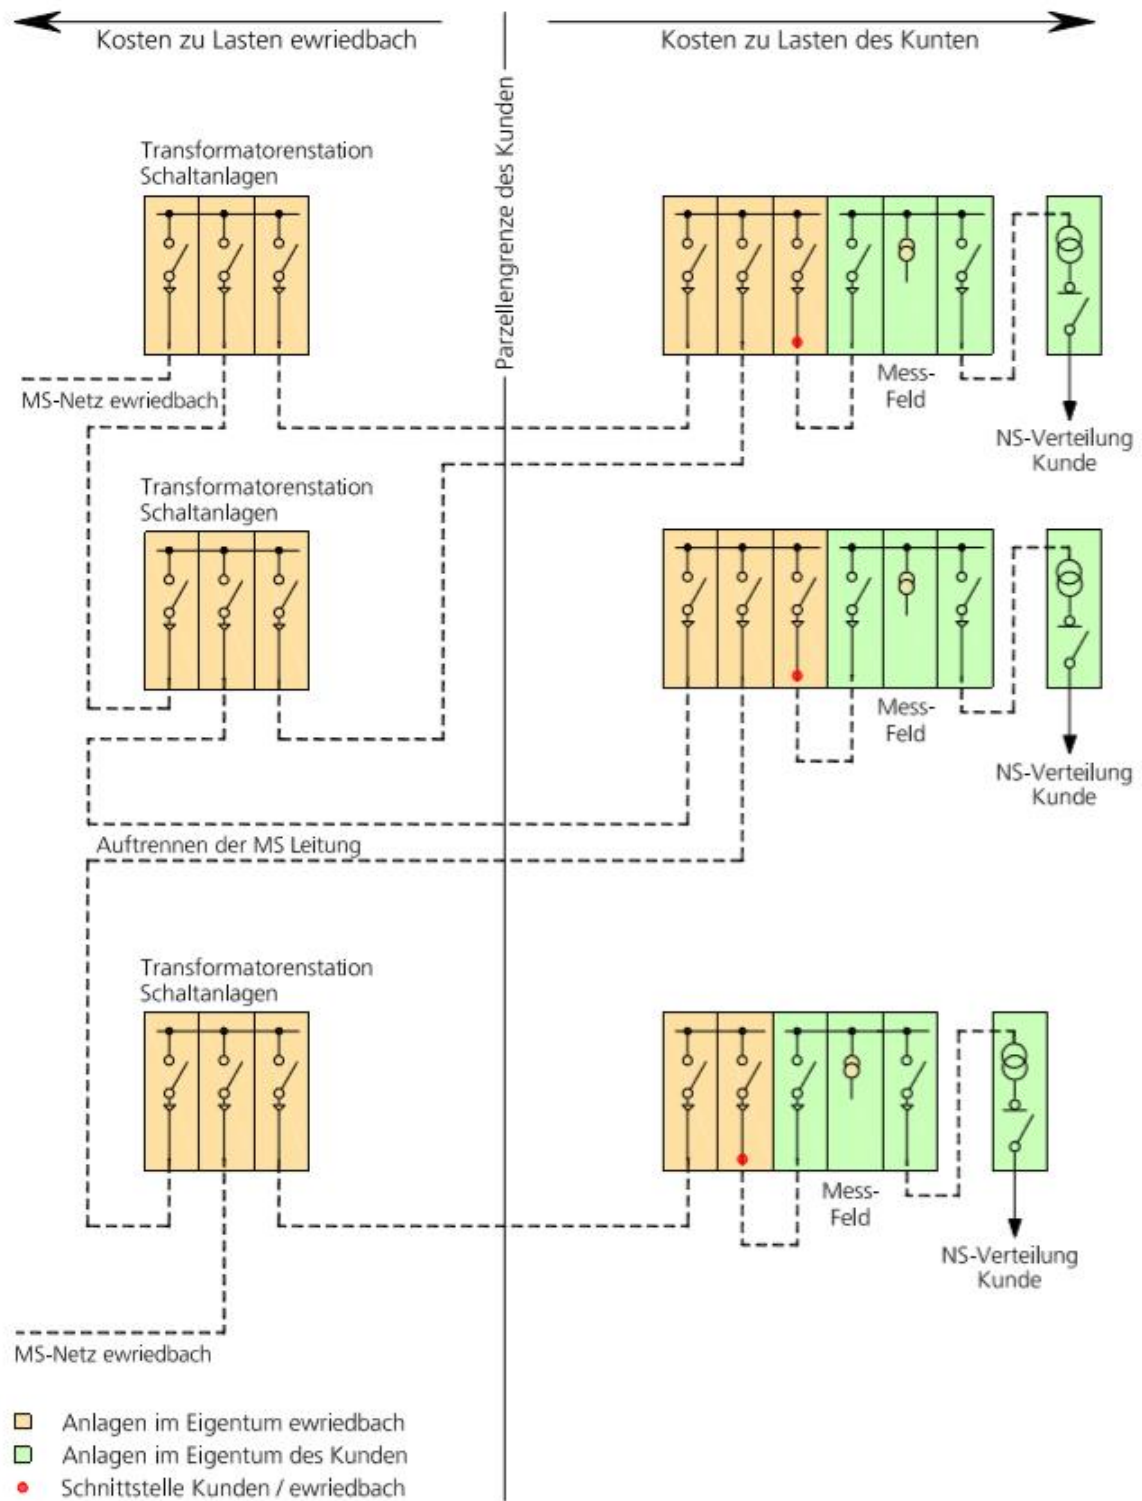 Kosten zu Lasten ewriedbach
Kosten zu Lasten des Kunten
Parzellengrenze des Kunden
Transformatorenstation
Schaltanlagen
MS-Netz ewriedbach
Mess-
Feld
NS-Verteilung
Kunde
Transformatorenstation
Schaltanlagen
Mess-
Feld
NS-Verteilung
Kunde
Auftrennen der MS Leitung
Transformatorenstation
Schaltanlagen
Mess-
Feld
NS-Verteilung
Kunde
MS-Netz ewriedbach
Anlagen im Eigentum ewriedbach
Anlagen im Eigentum des Kunden
Schnittstelle Kunden / ewriedbach